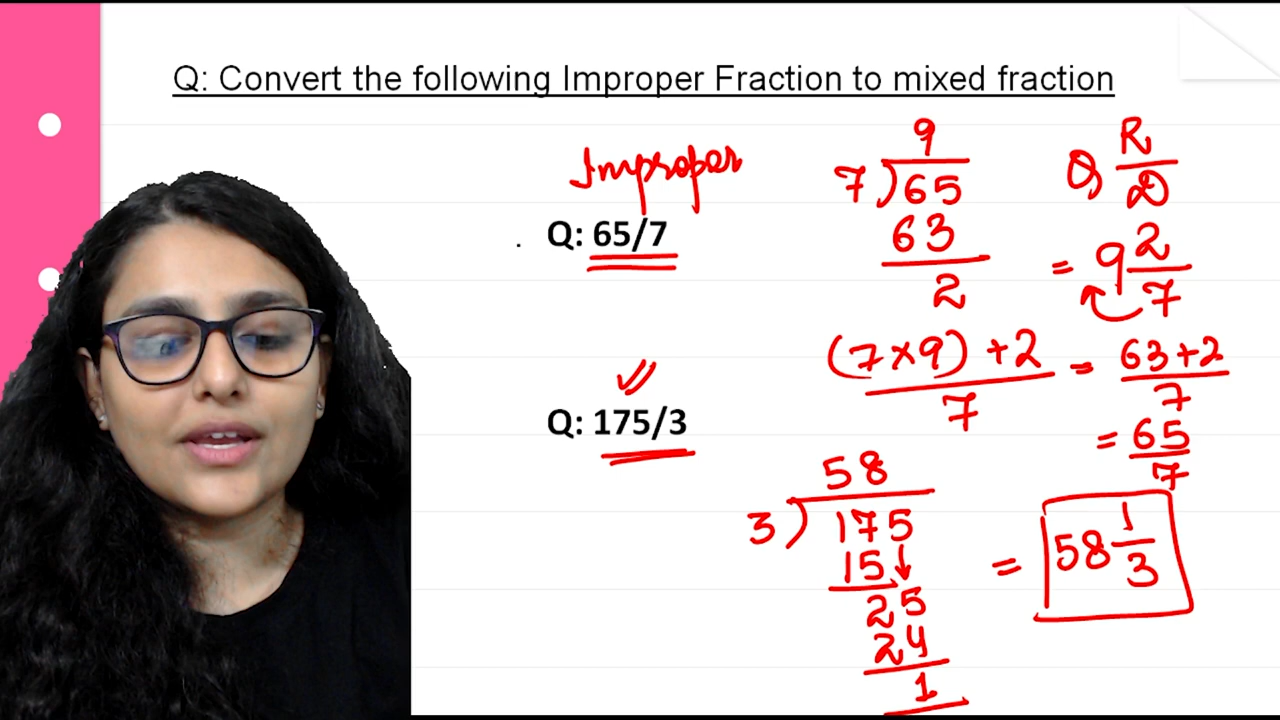 Q: Convert the following Improper Fraction to mixed fraction
Improper
Q: 65/7
9
7)65
63
2
Q R/D
= 9 2/7
(7×9)+2/7 = 63+2/7
= 65/7
Q: 175/3
58
3)175
15↓
25
24
1
= 58 1/3